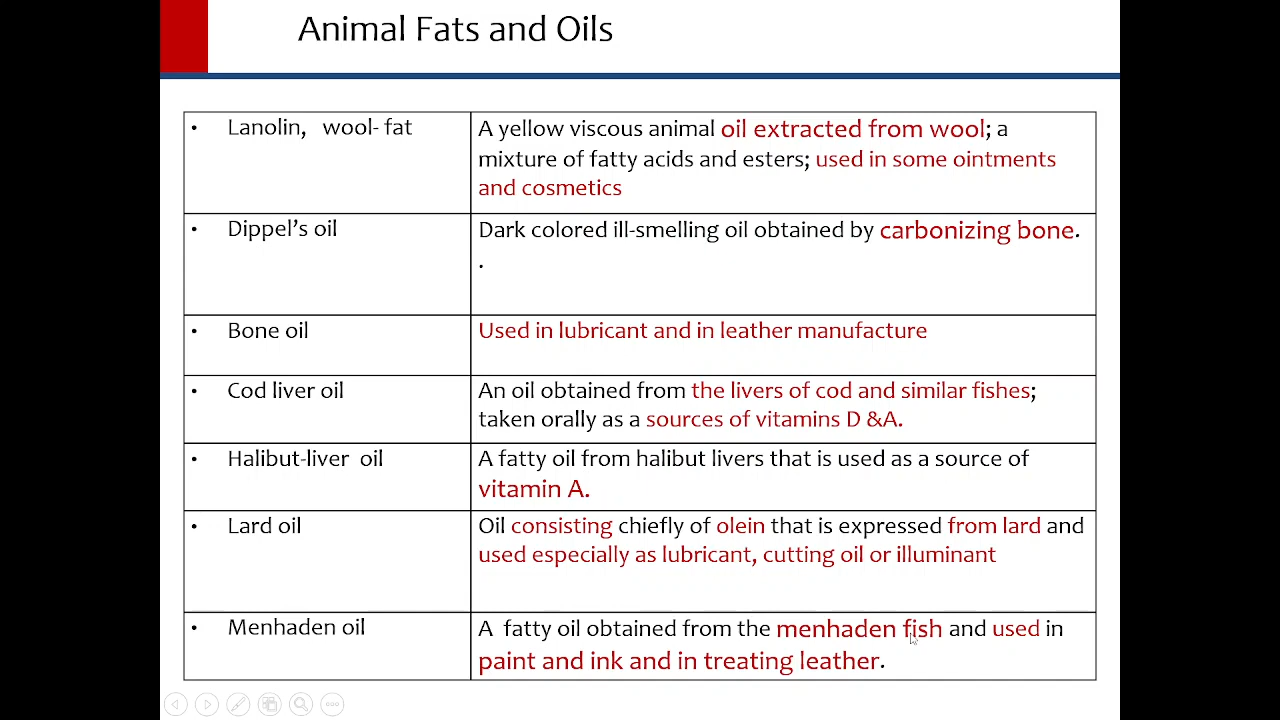 Animal Fats and Oils
• Lanolin, wool- fat
A yellow viscous animal oil extracted from wool; a
mixture of fatty acids and esters; used in some ointments
and cosmetics
• Dippel’s oil
Dark colored ill-smelling oil obtained by carbonizing bone.
.
• Bone oil
Used in lubricant and in leather manufacture
• Cod liver oil
An oil obtained from the livers of cod and similar fishes;
taken orally as a sources of vitamins D &A.
• Halibut-liver oil
A fatty oil from halibut livers that is used as a source of
vitamin A.
• Lard oil
Oil consisting chiefly of olein that is expressed from lard and
used especially as lubricant, cutting oil or illuminant
• Menhaden oil
A fatty oil obtained from the menhaden fish and used in
paint and ink and in treating leather.